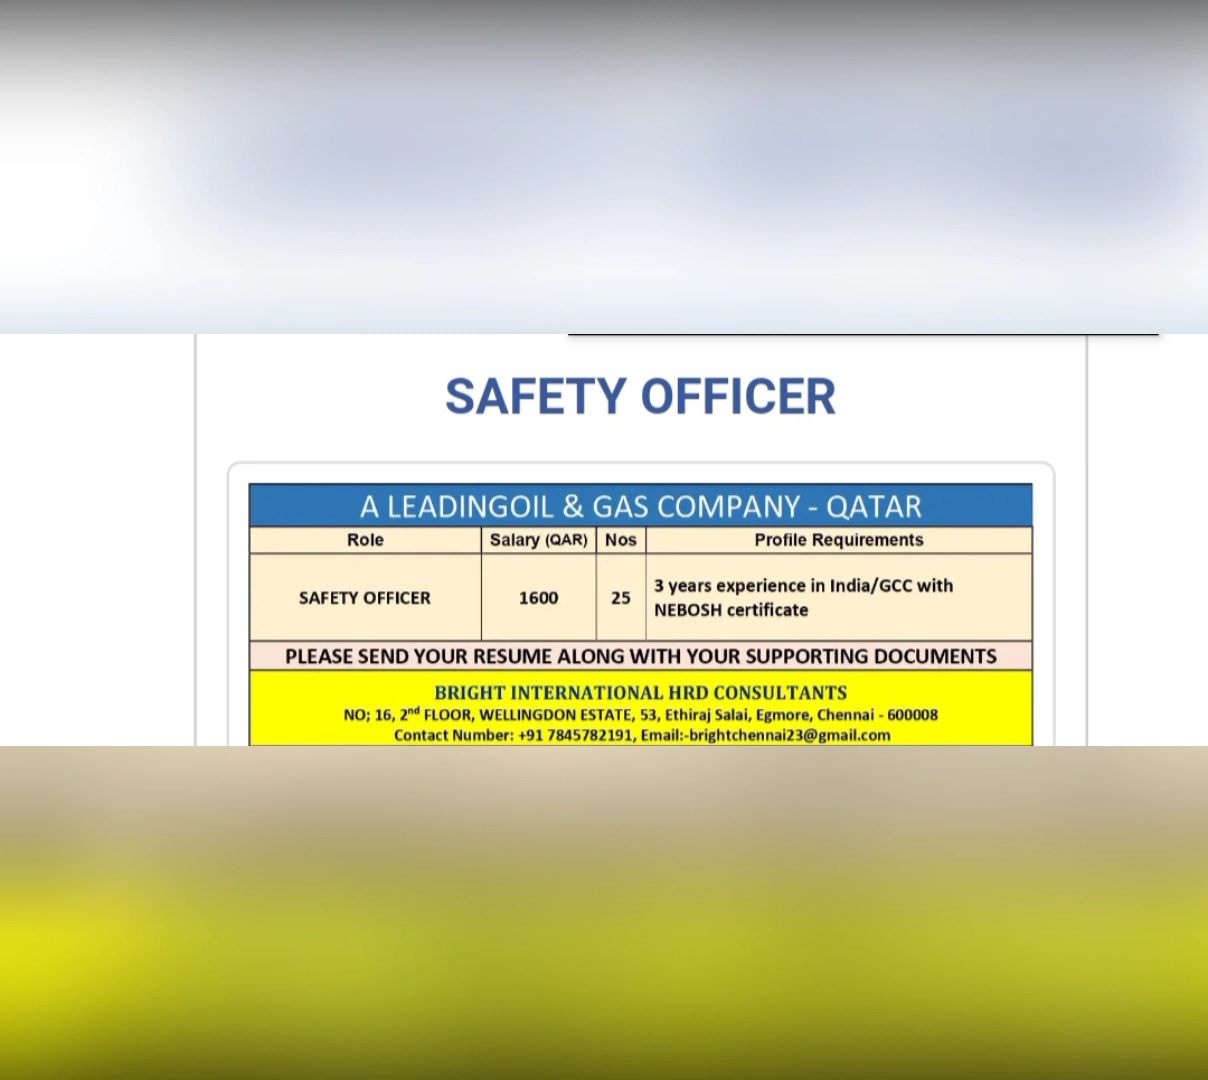 SAFETY OFFICER
A LEADINGOIL & GAS COMPANY - QATAR
Role Salary (QAR) Nos Profile Requirements
SAFETY OFFICER 1600 25 3 years experience in India/GCC with
NEBOSH certificate
PLEASE SEND YOUR RESUME ALONG WITH YOUR SUPPORTING DOCUMENTS
BRIGHT INTERNATIONAL HRD CONSULTANTS
NO; 16, 2nd FLOOR, WELLINGDON ESTATE, 53, Ethiraj Salai, Egmore, Chennai - 600008
Contact Number: +91 7845782191, Email:-brightchennai23@gmail.com